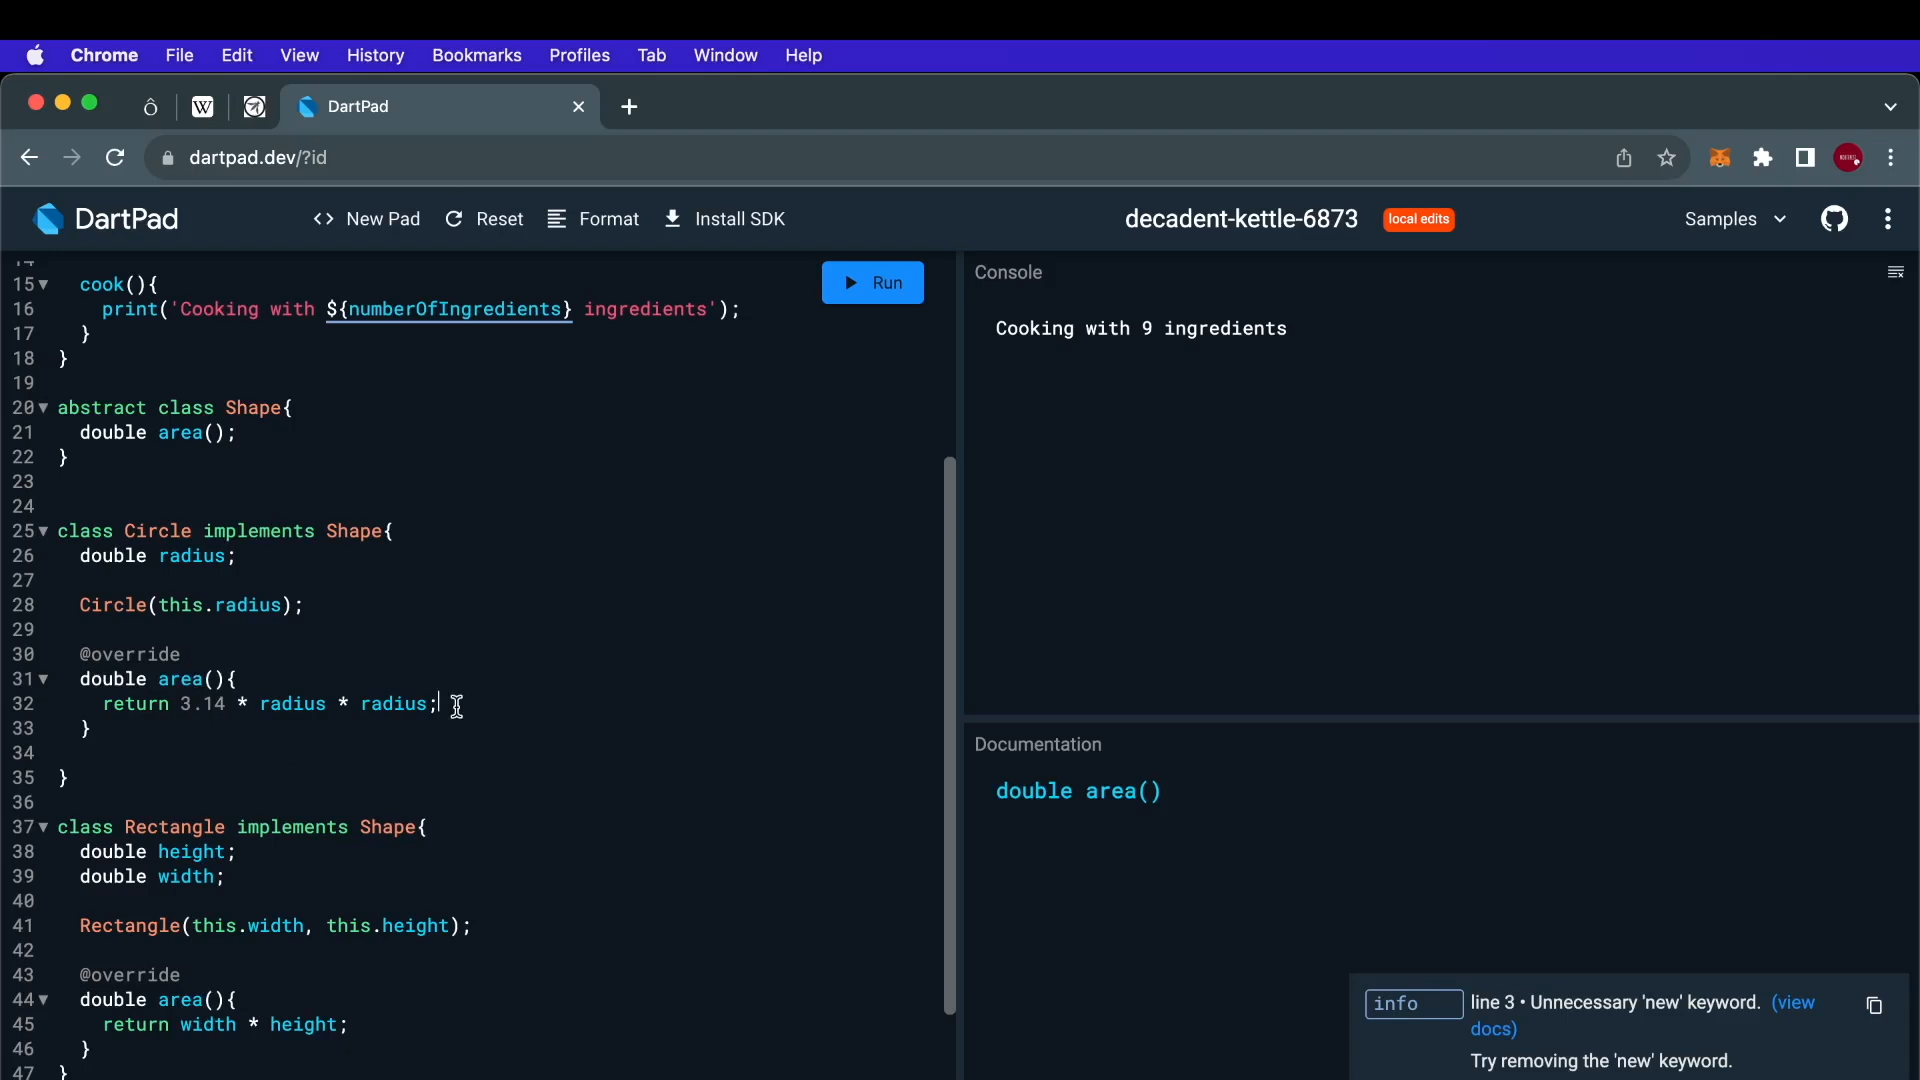 Chrome File Edit View History Bookmarks Profiles Tab Window Help
W DartPad
dartpad.dev/?id
DartPad <> New Pad Reset Format Install SDK decadent-kettle-6873 local edits Samples
14
15 cook(){
16 print('Cooking with ${numberOfIngredients} ingredients');
17 }
18 }
19
20 abstract class Shape{
21 double area();
22 }
23
24
25 class Circle implements Shape{
26 double radius;
27
28 Circle(this.radius);
29
30 @override
31 double area(){
32 return 3.14 * radius * radius;
33 }
34
35 }
36
37 class Rectangle implements Shape{
38 double height;
39 double width;
40
41 Rectangle(this.width, this.height);
42
43 @override
44 double area(){
45 return width * height;
46 }
47 }
Run
Console
Cooking with 9 ingredients
Documentation
double area()
info line 3 • Unnecessary 'new' keyword. (view
docs)
Try removing the 'new' keyword.